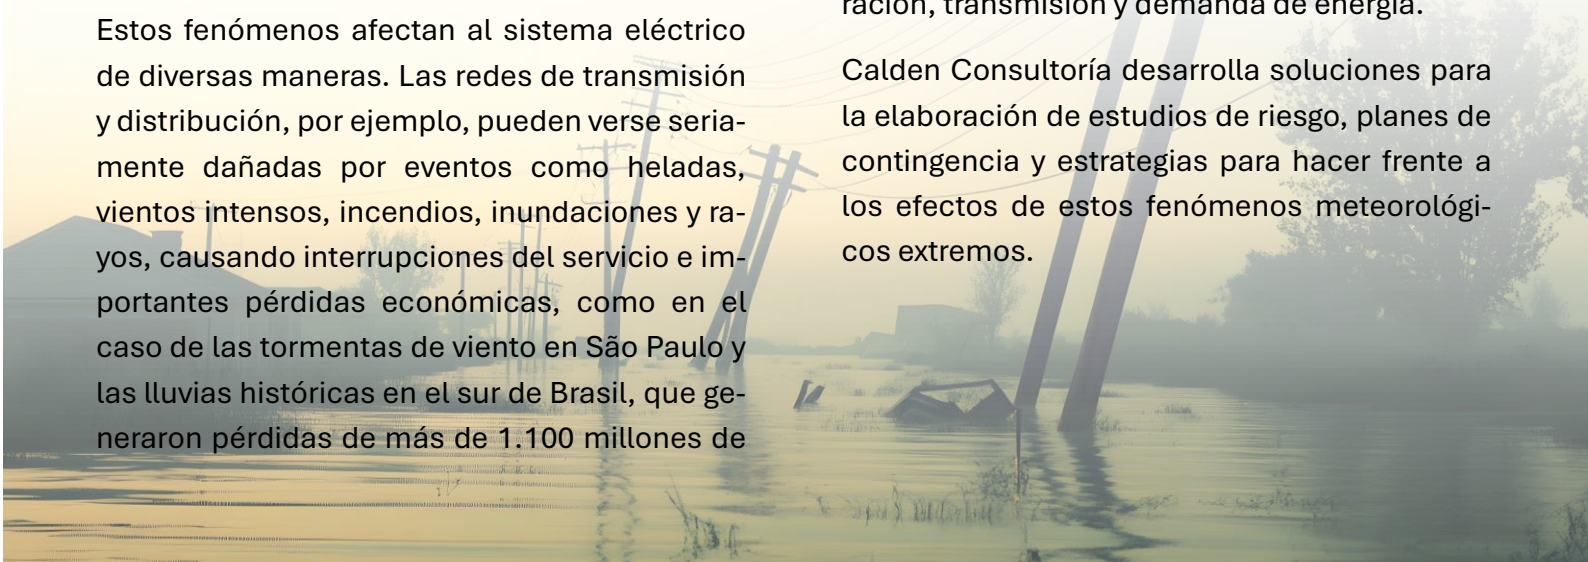 Estos fenómenos afectan al sistema eléctrico
de diversas maneras. Las redes de transmisión
y distribución, por ejemplo, pueden verse seria-
mente dañadas por eventos como heladas,
vientos intensos, incendios, inundaciones y ra-
yos, causando interrupciones del servicio e im-
portantes pérdidas económicas, como en el
caso de las tormentas de viento en São Paulo y
las lluvias históricas en el sur de Brasil, que ge-
neraron pérdidas de más de 1.100 millones de
ración, transmisión y demanda de energía.
Calden Consultoría desarrolla soluciones para
la elaboración de estudios de riesgo, planes de
contingencia y estrategias para hacer frente a
los efectos de estos fenómenos meteorológi-
cos extremos.